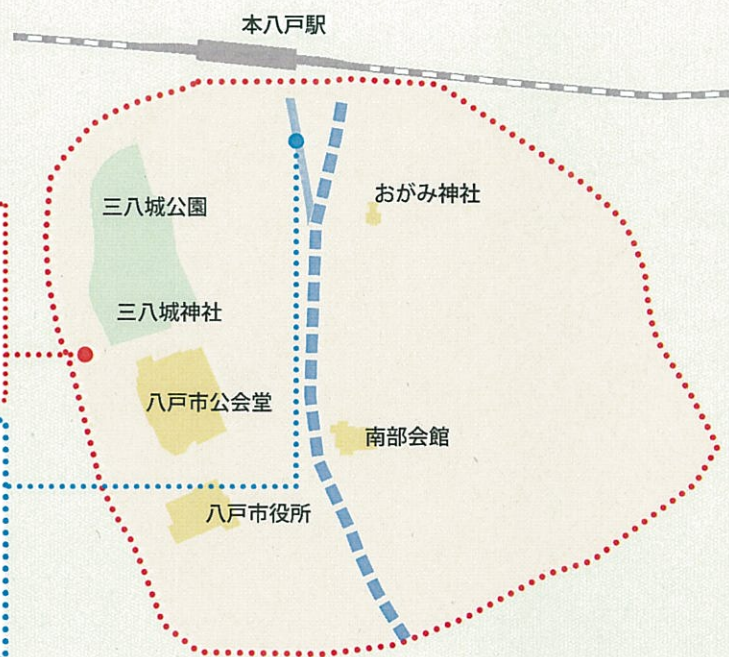 本八戸駅
おがみ神社
三八城公園
三八城神社
八戸市公会堂
南部会館
八戸市役所